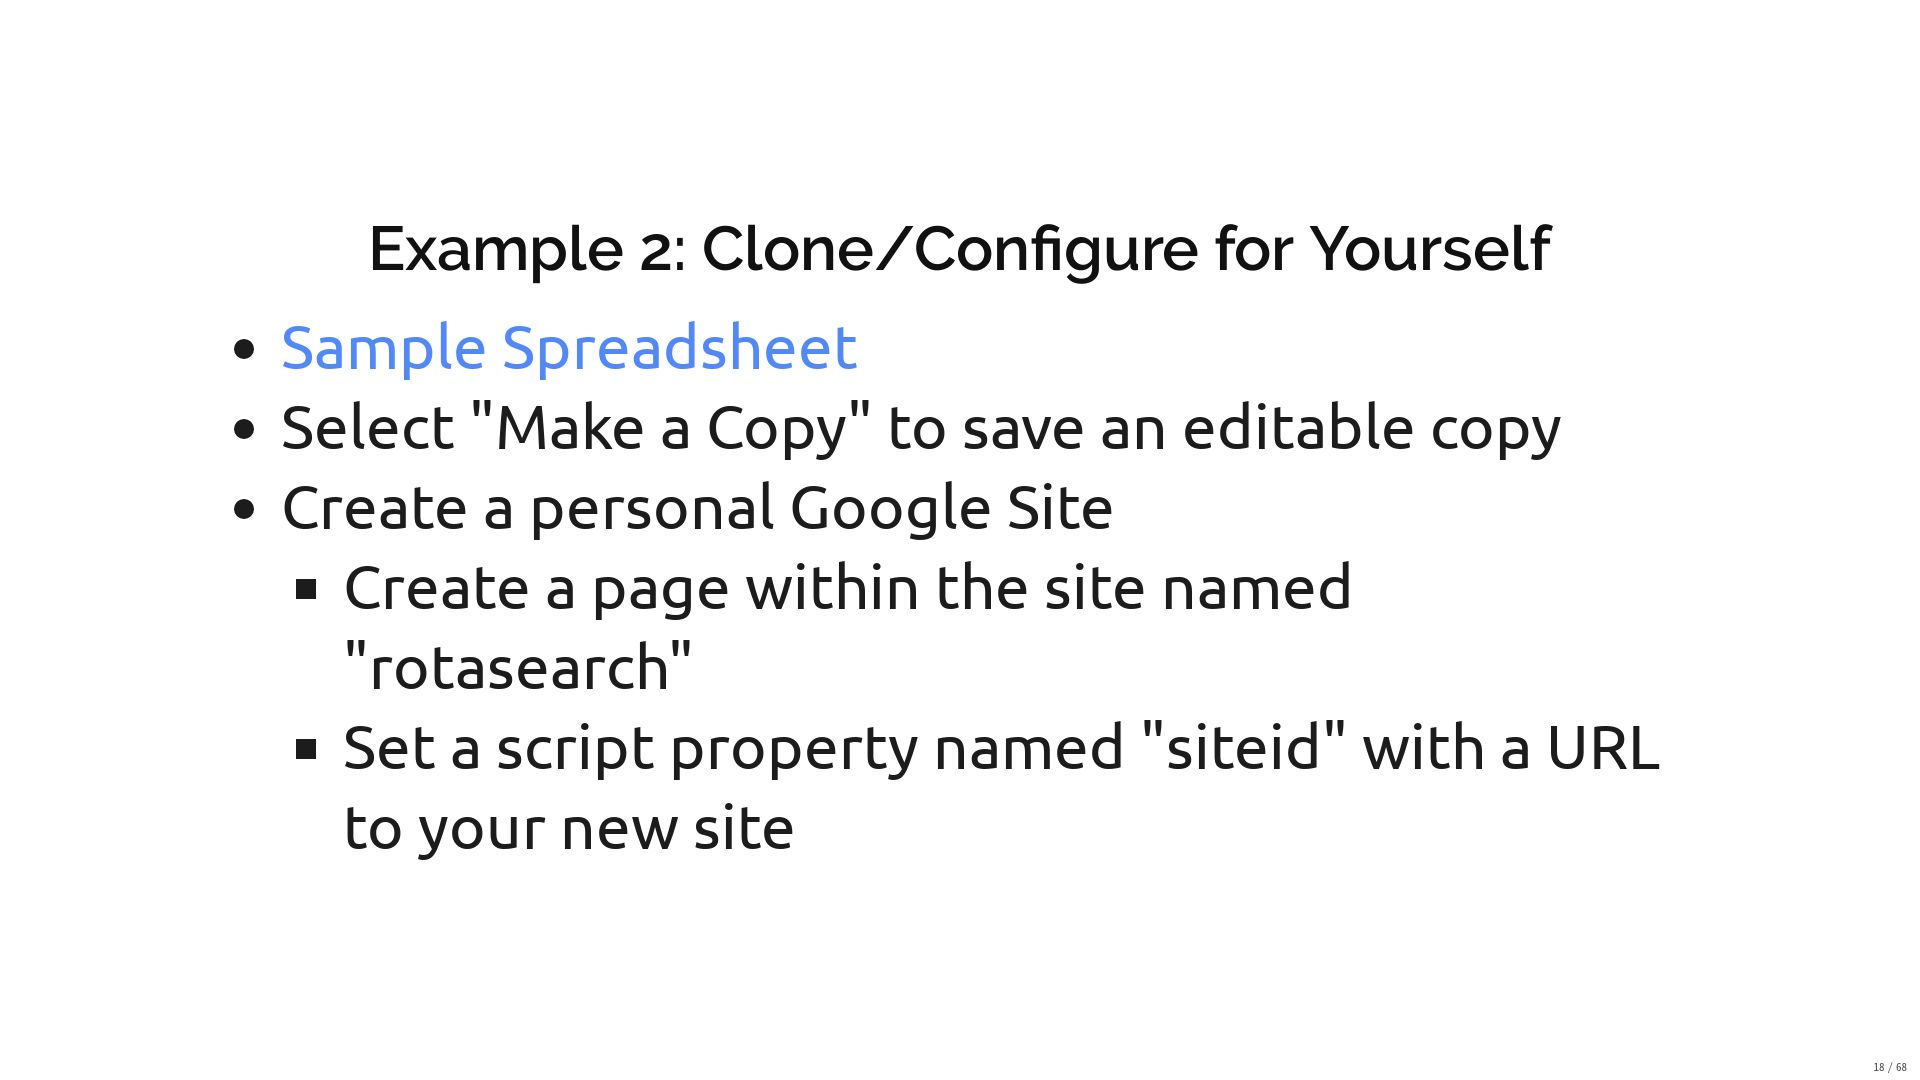 Example 2: Clone/Configure for Yourself
Sample Spreadsheet
Select "Make a Copy" to save an editable copy
Create a personal Google Site
Create a page within the site named
"rotasearch"
Set a script property named "siteid" with a URL
to your new site
18 / 68